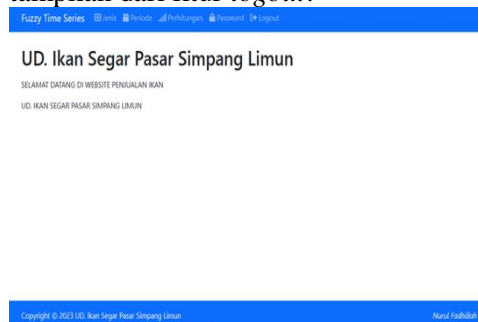 tampilan dari fitur logout.
Fuzzy Time Series Jenis Periode Perhitungan Password Logout
UD. Ikan Segar Pasar Simpang Limun
SELAMAT DATANG DI WEBSITE PENJUALAN IKAN
UD. IKAN SEGAR PASAR SIMPANG LIMUN
Copyright © 2023 UD. Ikan Segar Pasar Simpang Limun Nurul Fadhillah